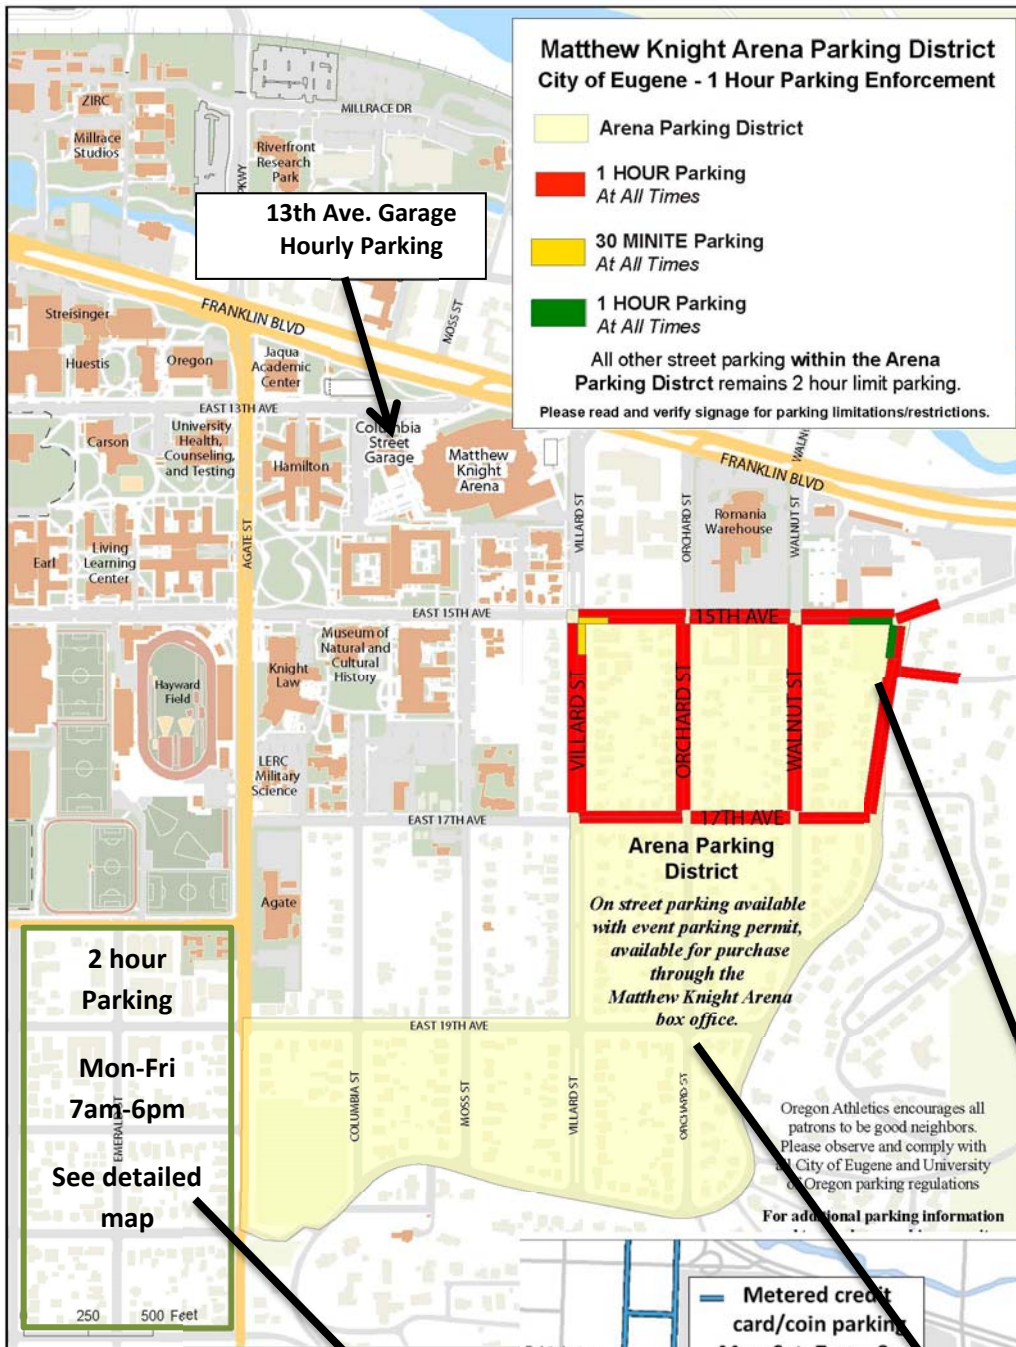 Matthew Knight Arena Parking District
City of Eugene - 1 Hour Parking Enforcement
Arena Parking District
1 HOUR Parking
At All Times
30 MINITE Parking
At All Times
1 HOUR Parking
At All Times
All other street parking within the Arena
Parking Distrct remains 2 hour limit parking.
Please read and verify signage for parking limitations/restrictions.
ZIRC
Millrace
Studios
MILLRACE DR
Riverfront
Research
Park
PKWY
13th Ave. Garage
Hourly Parking
MOSS ST
FRANKLIN BLVD
Streisinger
Huestis
Oregon
Jaqua
Academic
Center
EAST 13TH AVE
Carson
University
Health,
Counseling,
and Testing
Hamilton
Columbia
Street
Garage
Matthew
Knight
Arena
FRANKLIN BLVD
VILLARD ST
ORCHARD ST
WALNUT ST
Romania
Warehouse
Earl
Living
Learning
Center
AGATE ST
EAST 15TH AVE
15TH AVE
Hayward
Field
Knight
Law
Museum of
Natural and
Cultural
History
VILLARD ST
ORCHARD ST
WALNUT ST
LERC
Military
Science
EAST 17TH AVE
17TH AVE
Agate
Arena Parking
District
On street parking available
with event parking permit,
available for purchase
through the
Matthew Knight Arena
box office.
2 hour
Parking
Mon-Fri
7am-6pm
See detailed
map
EMERALD ST
EAST 19TH AVE
COLUMBIA ST
MOSS ST
VILLARD ST
ORCHARD ST
Oregon Athletics encourages all
patrons to be good neighbors.
Please observe and comply with
all City of Eugene and University
of Oregon parking regulations
For additional parking information
250 500 Feet
Metered credit
card/coin parking